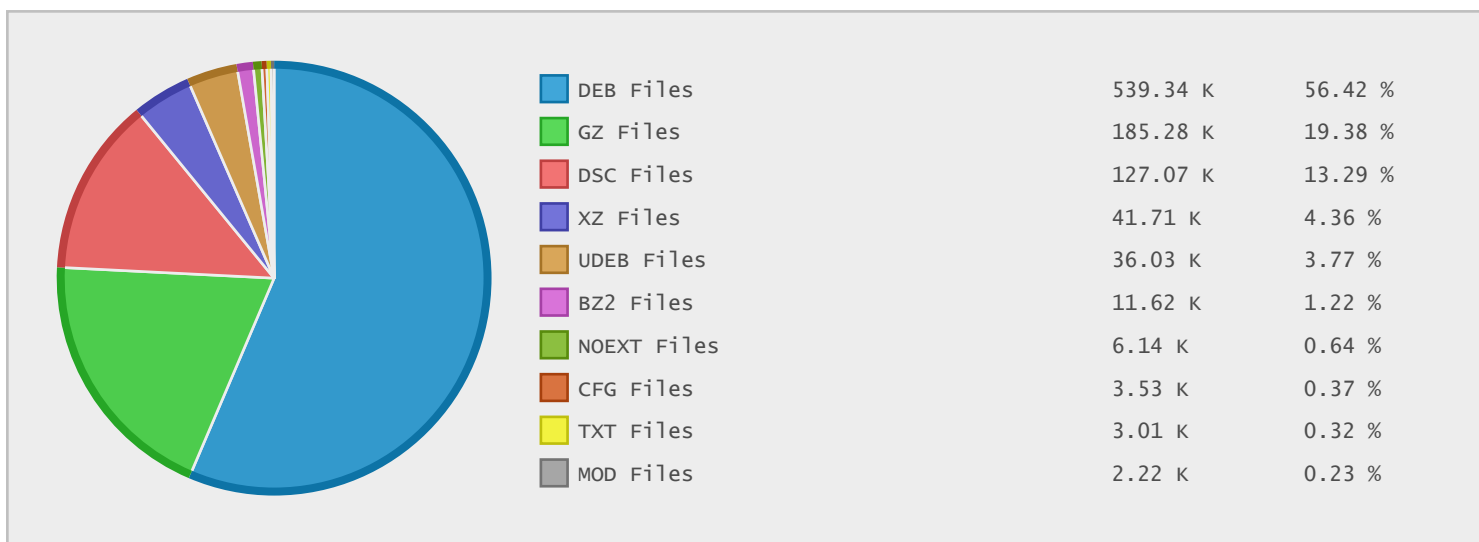 DEB Files 539.34 K 56.42 %
GZ Files 185.28 K 19.38 %
DSC Files 127.07 K 13.29 %
XZ Files 41.71 K 4.36 %
UDEB Files 36.03 K 3.77 %
BZ2 Files 11.62 K 1.22 %
NOEXT Files 6.14 K 0.64 %
CFG Files 3.53 K 0.37 %
TXT Files 3.01 K 0.32 %
MOD Files 2.22 K 0.23 %